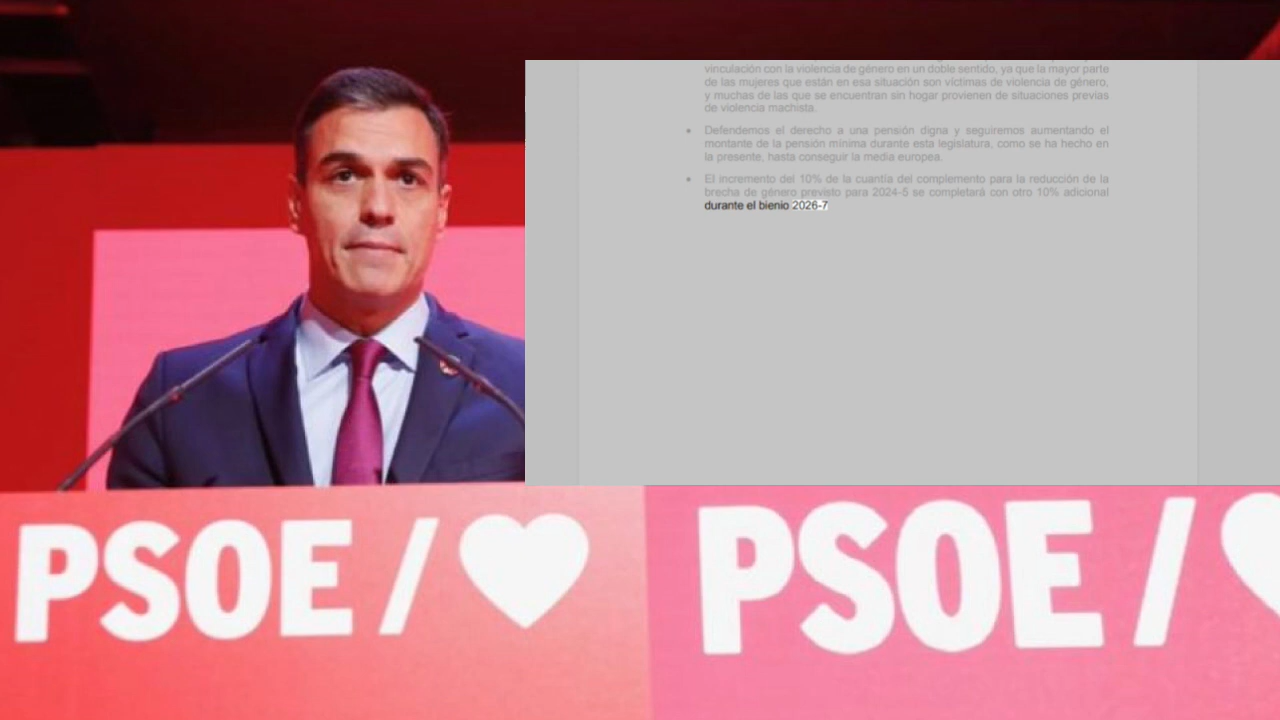 vinculación con la violencia de género en un doble sentido, ya que la mayor parte
de las mujeres que están en esa situación son víctimas de violencia de género,
y muchas de las que se encuentran sin hogar provienen de situaciones previas
de violencia machista.
• Defendemos el derecho a una pensión digna y seguiremos aumentando el
montante de la pensión mínima durante esta legislatura, como se ha hecho en
la presente, hasta conseguir la media europea.
• El incremento del 10% de la cuantía del complemento para la reducción de la
brecha de género previsto para 2024-5 se completará con otro 10% adicional
durante el bienio 2026-7
PSOE / PSOE /